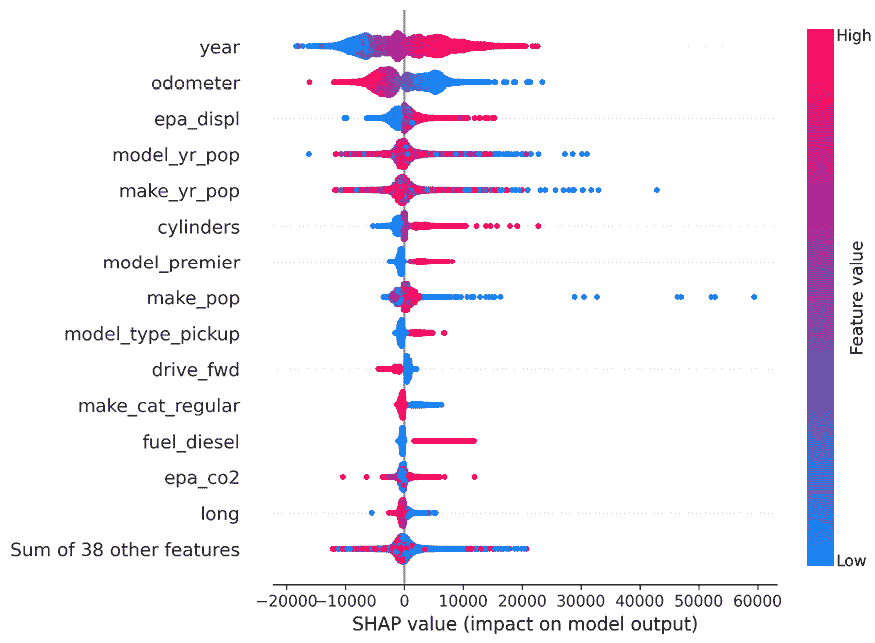 year
odometer
epa_displ
model_yr_pop
make_yr_pop
cylinders
model_premier
make_pop
model_type_pickup
drive_fwd
make_cat_regular
fuel_diesel
epa_co2
long
Sum of 38 other features
−20000 −10000 0 10000 20000 30000 40000 50000 60000
SHAP value (impact on model output)
High
Feature value
Low